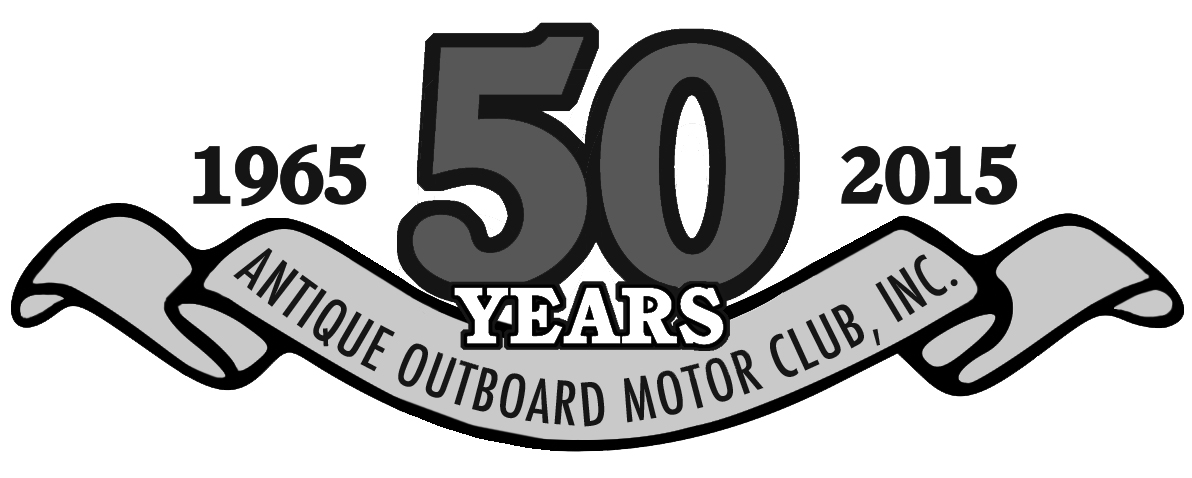 50
1965
2015
YEARS
ANTIQUE OUTBOARD MOTOR CLUB, INC.